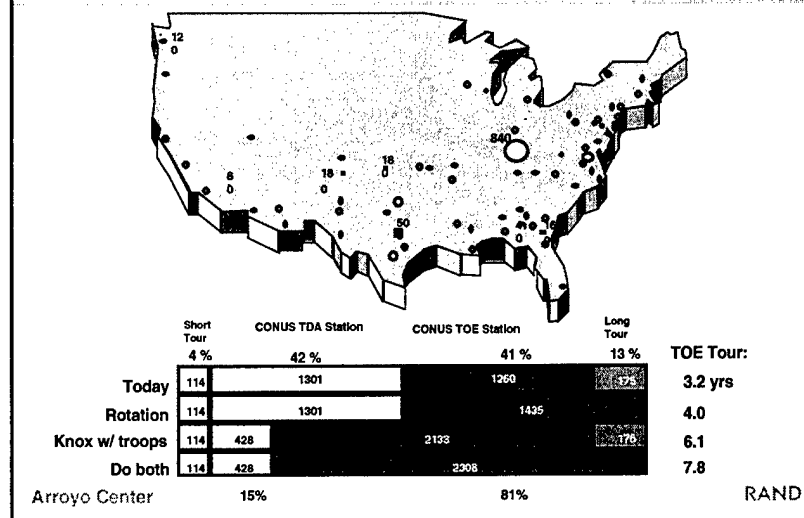 12
0
840
18
0
18
0
6
0
50
Short
Tour
CONUS TDA Station
CONUS TOE Station
Long
Tour
4 %
42 %
41 %
13 %
TOE Tour:
Today
114
1301
1260
175
3.2 yrs
Rotation
114
1301
1435
4.0
Knox w/ troops
114
428
2133
175
6.1
Do both
114
428
2308
7.8
Arroyo Center
15%
81%
RAND